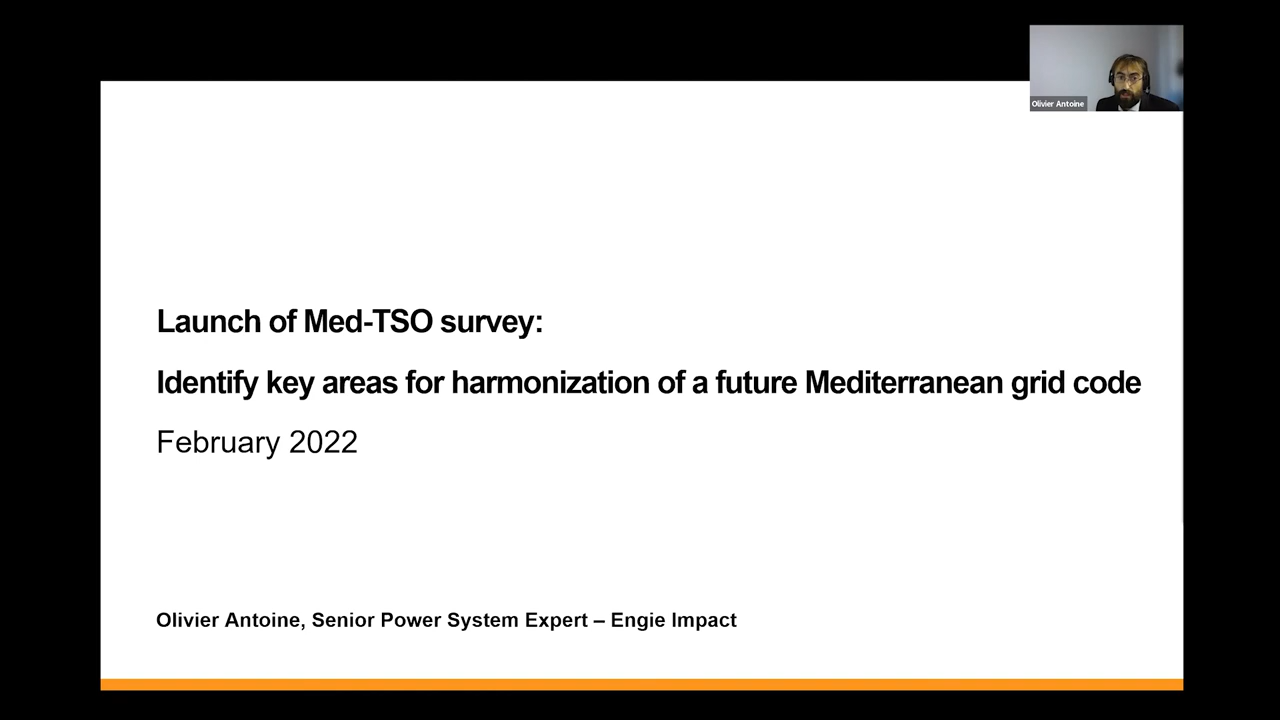 Olivier Antoine
Launch of Med-TSO survey:
Identify key areas for harmonization of a future Mediterranean grid code
February 2022
Olivier Antoine, Senior Power System Expert – Engie Impact